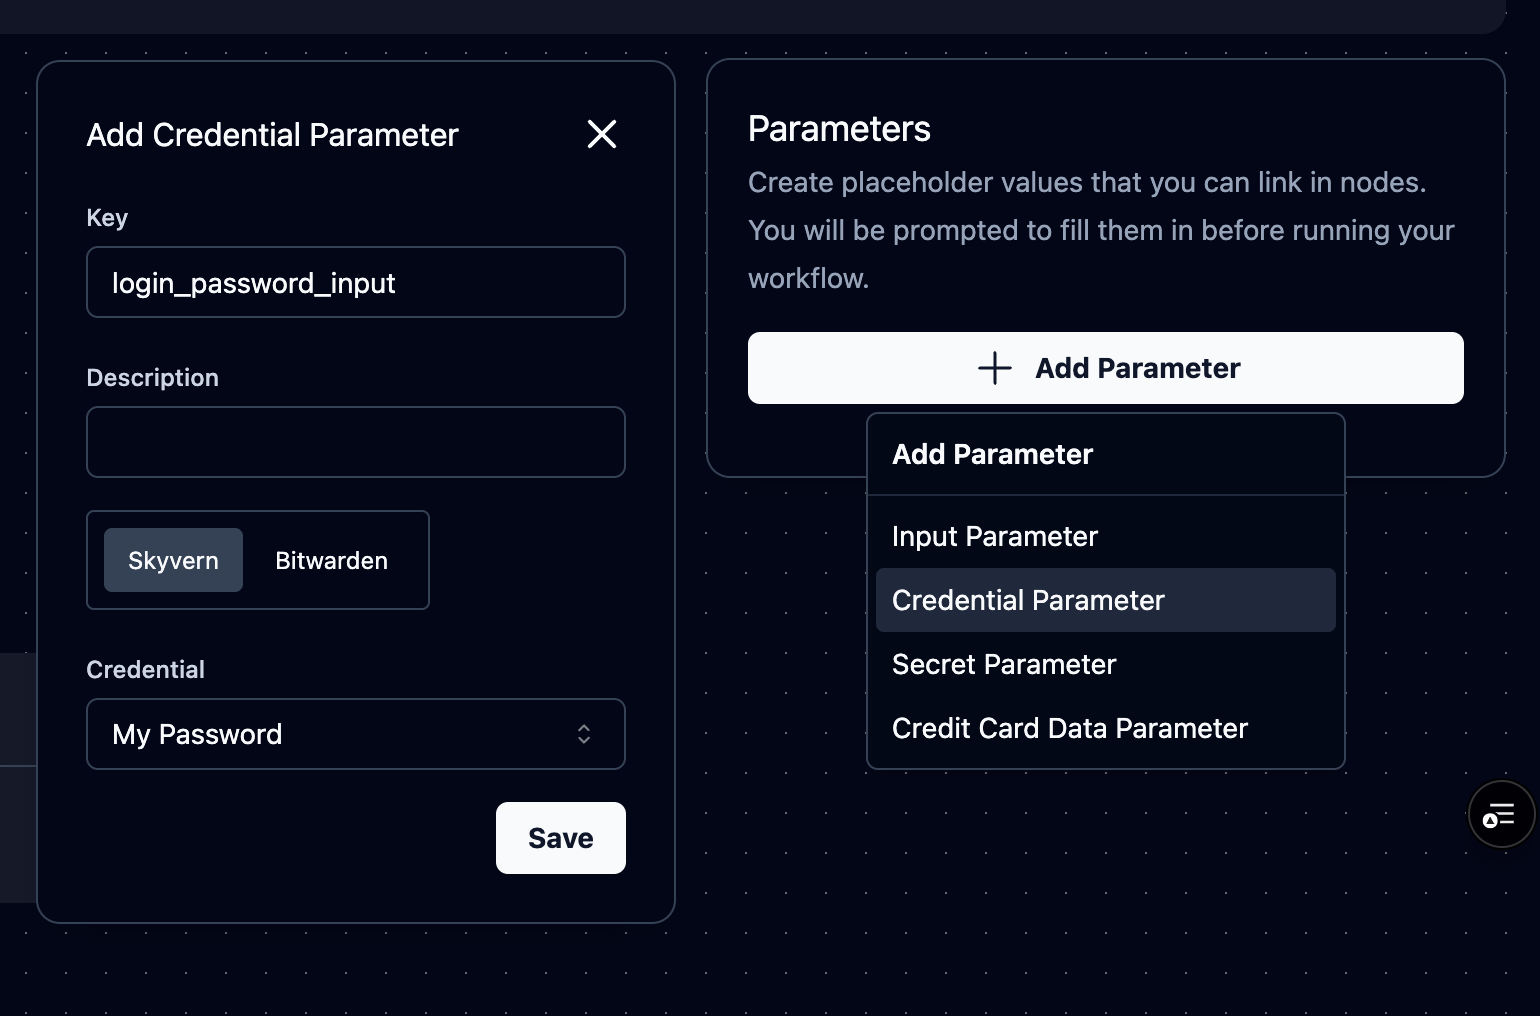 Add Credential Parameter
Key
login_password_input
Description
Skyvern
Bitwarden
Credential
My Password
Save
Parameters
Create placeholder values that you can link in nodes.
You will be prompted to fill them in before running your
workflow.
Add Parameter
Add Parameter
Input Parameter
Credential Parameter
Secret Parameter
Credit Card Data Parameter